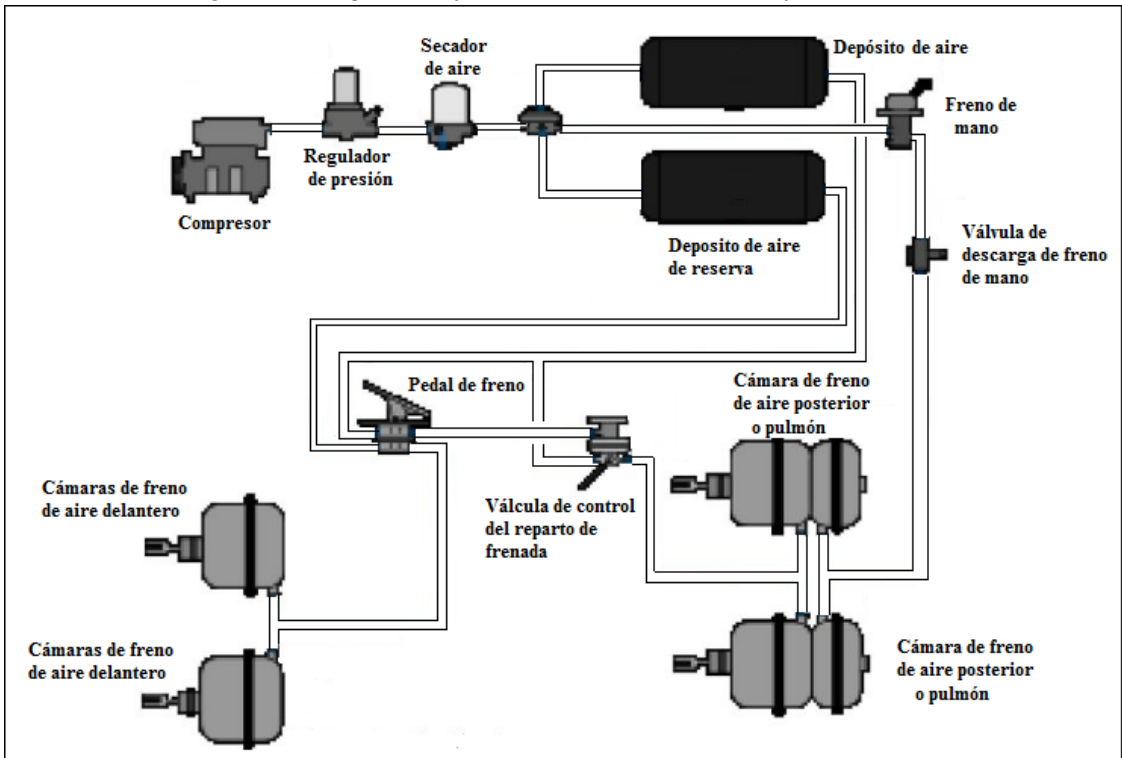 Secador
de aire
Depósito de aire
Freno de
mano
Regulador
de presión
Compresor
Deposito de aire
de reserva
Válvula de
descarga de freno
de mano
Pedal de freno
Cámara de freno
de aire posterior
o pulmón
Cámaras de freno
de aire delantero
Válcula de control
del reparto de
frenada
Cámaras de freno
de aire delantero
Cámara de freno
de aire posterior
o pulmón